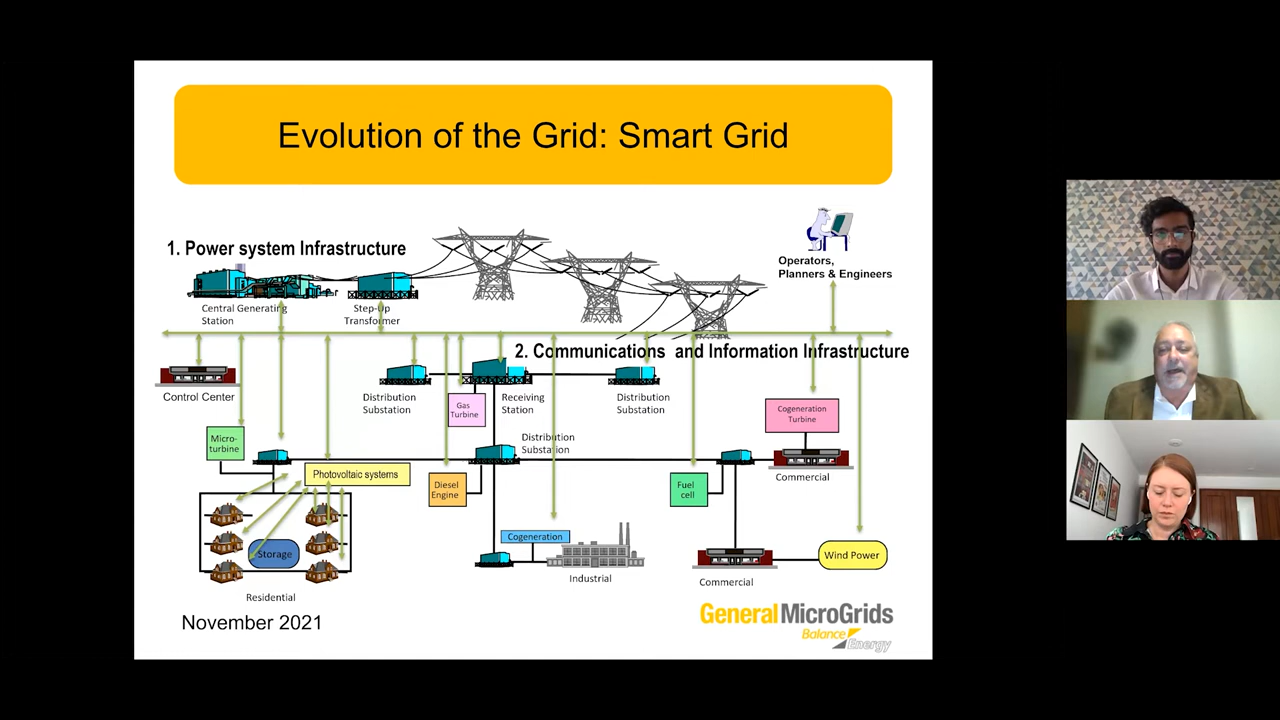 Evolution of the Grid: Smart Grid
1. Power system Infrastructure
Operators,
Planners & Engineers
Central Generating
Station
Step-Up
Transformer
2. Communications and Information Infrastructure
Control Center
Distribution
Substation
Gas
Turbine
Receiving
Station
Distribution
Substation
Cogeneration
Turbine
Micro-
turbine
Distribution
Substation
Photovoltaic systems
Diesel
Engine
Fuel
cell
Commercial
Storage
Cogeneration
Industrial
Commercial
Wind Power
Residential
November 2021
General MicroGrids
Balance
Energy